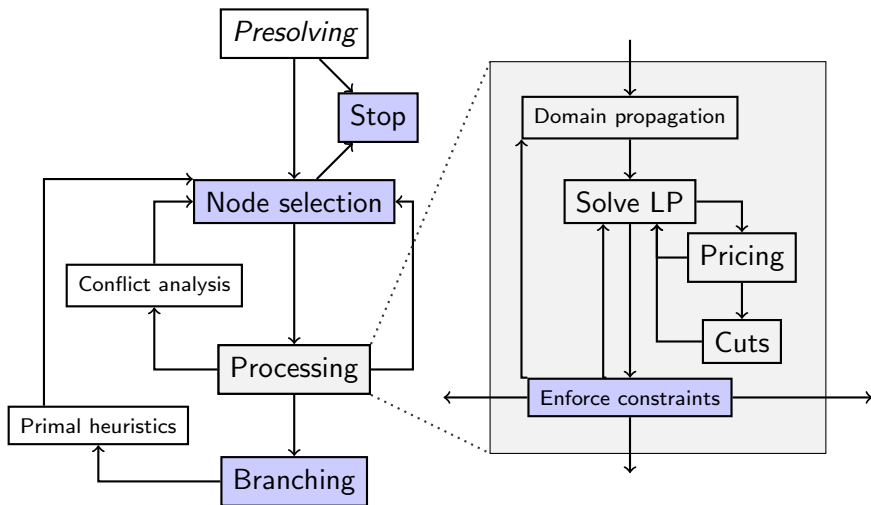 Presolving
Stop
Node selection
Conflict analysis
Processing
Primal heuristics
Branching
Domain propagation
Solve LP
Pricing
Cuts
Enforce constraints